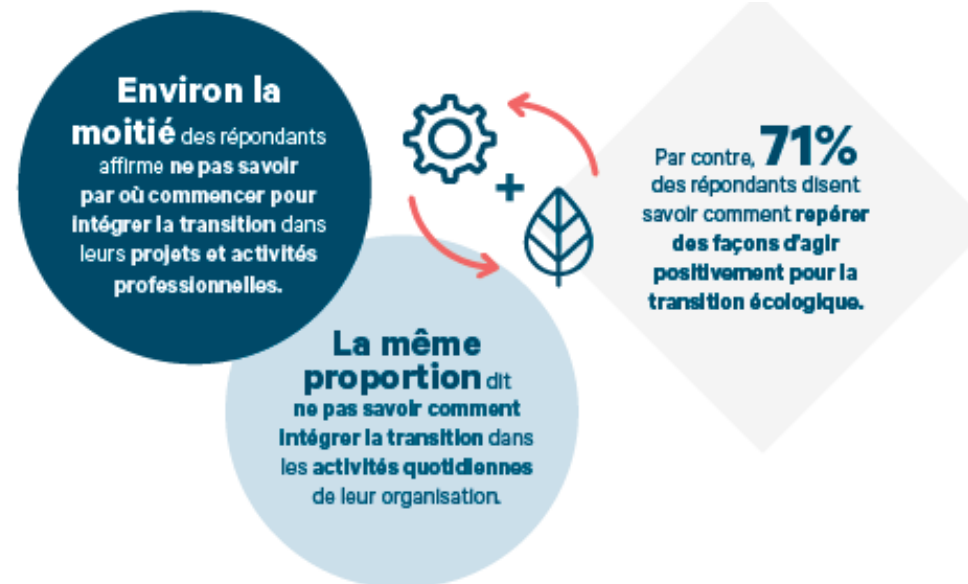 Environ la
moitié des répondants
affirme ne pas savoir
par où commencer pour
intégrer la transition dans
leurs projets et activités
professionnelles.
+
Par contre, 71%
des répondants disent
savoir comment repérer
des façons d'agir
positivement pour la
transition écologique.
La même
proportion dit
ne pas savoir comment
intégrer la transition dans
les activités quotidiennes
de leur organisation.